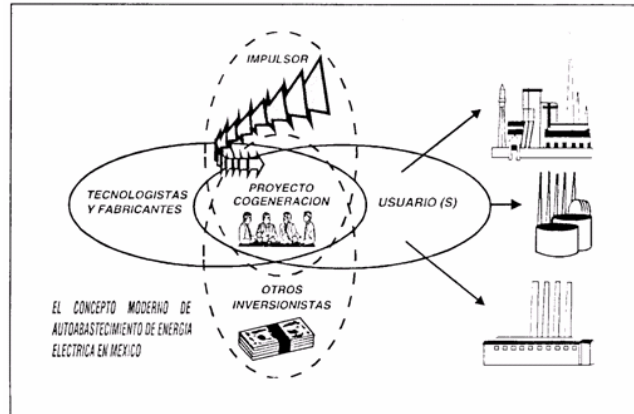 IMPULSOR
TECNOLOGISTAS
Y FABRICANTES
PROYECTO
COGENERACION
USUARIO (S)
OTROS
INVERSIONISTAS
EL CONCEPTO MODERNO DE
AUTOABASTECIMIENTO DE ENERGIA
ELECTRICA EN MEXICO